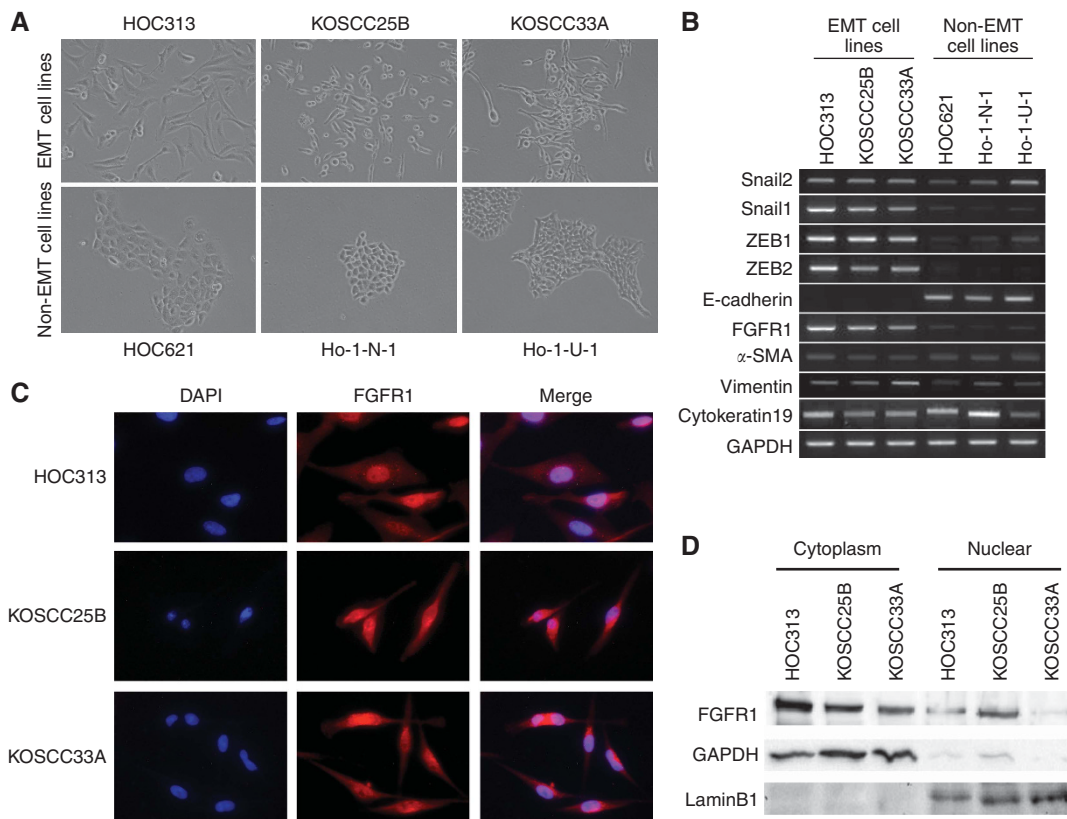 A
HOC313
KOSCC25B
KOSCC33A
EMT cell lines
Non-EMT cell lines
HOC621
Ho-1-N-1
Ho-1-U-1
B
EMT cell lines
Non-EMT cell lines
HOC313
KOSCC25B
KOSCC33A
HOC621
Ho-1-N-1
Ho-1-U-1
Snail2
Snail1
ZEB1
ZEB2
E-cadherin
FGFR1
α-SMA
Vimentin
Cytokeratin19
GAPDH
C
DAPI
FGFR1
Merge
HOC313
KOSCC25B
KOSCC33A
D
Cytoplasm
Nuclear
HOC313
KOSCC25B
KOSCC33A
HOC313
KOSCC25B
KOSCC33A
FGFR1
GAPDH
LaminB1